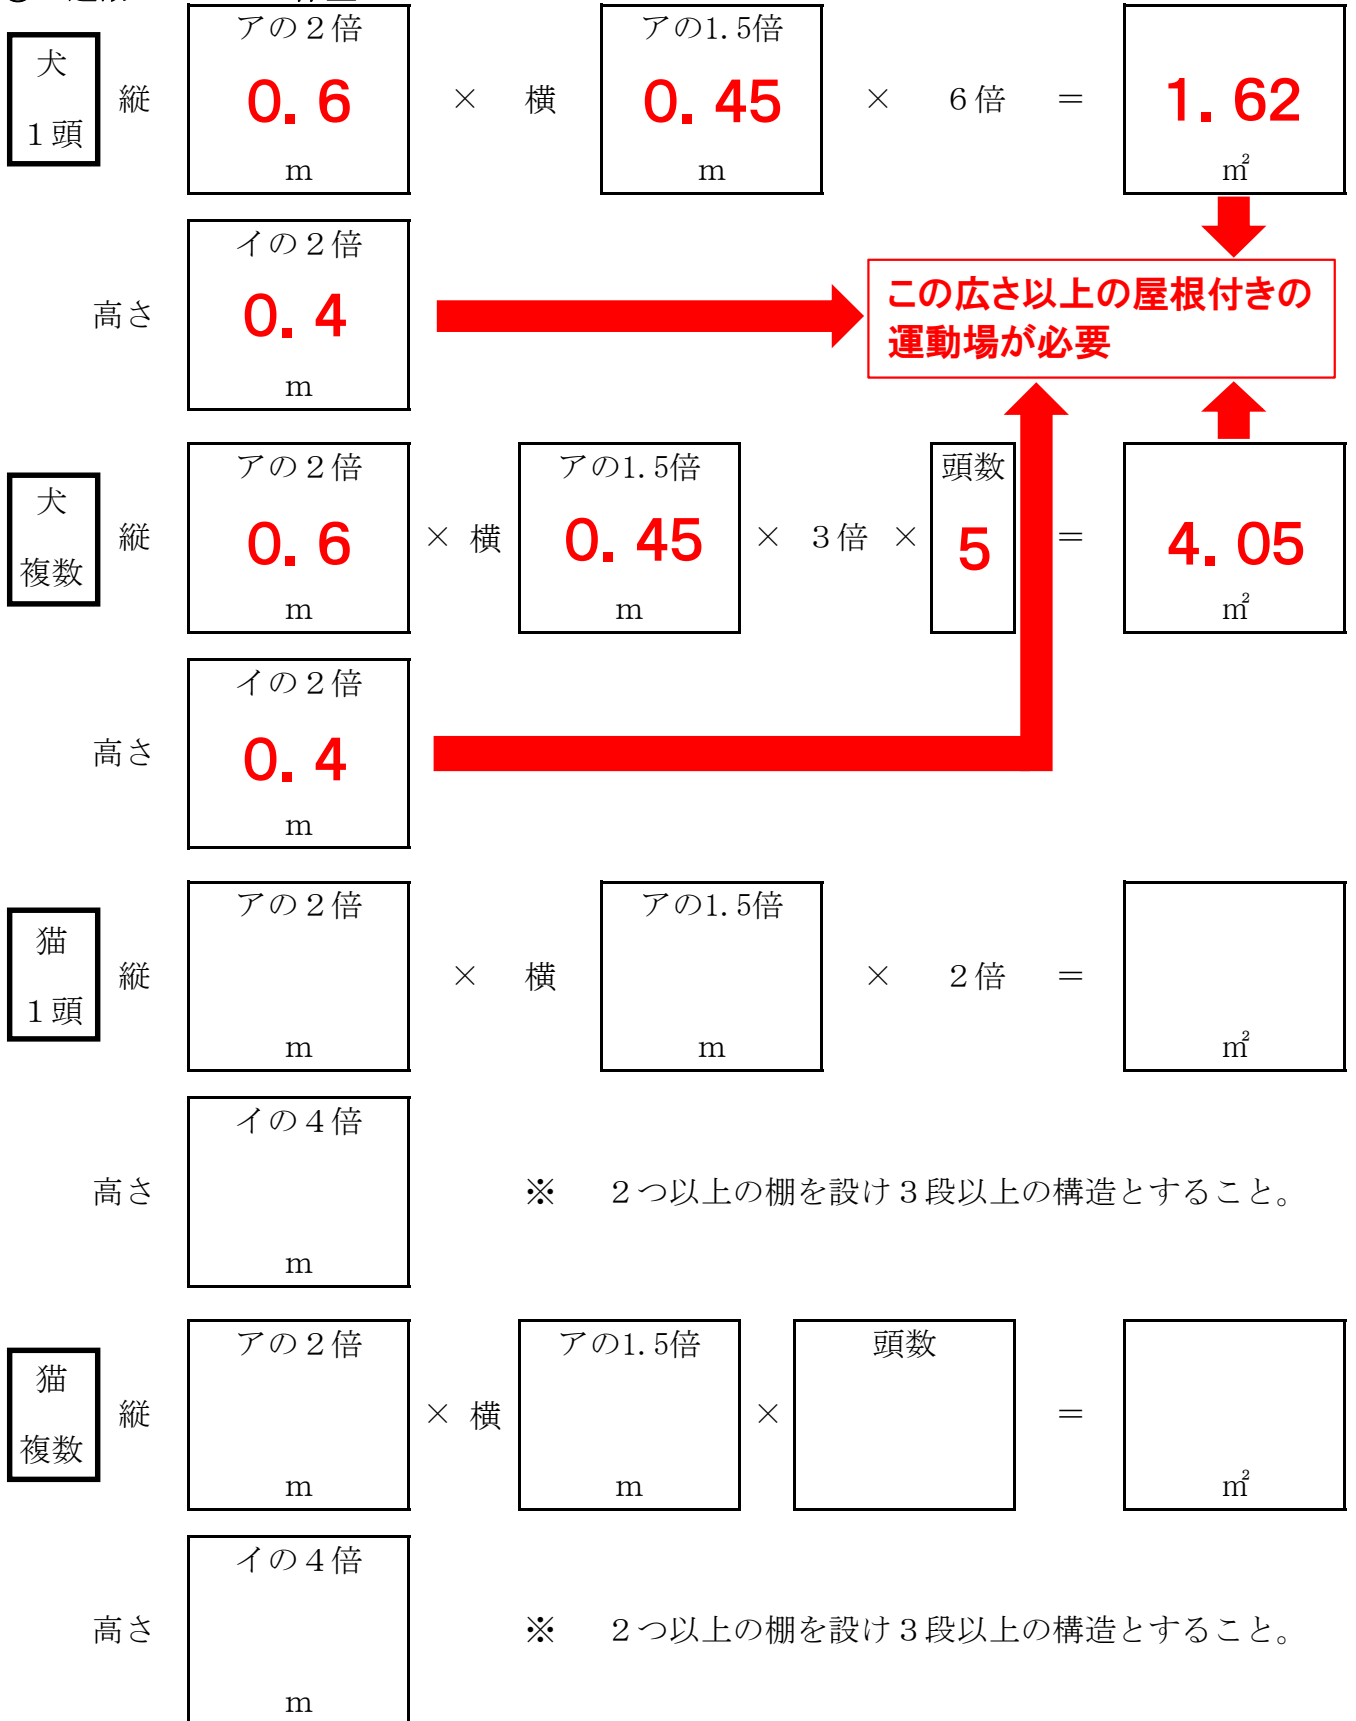 犬
1頭
縦
アの2倍
0.6
m
×
横
アの1.5倍
0.45
m
×
6倍
=
1.62
㎡
高さ
イの2倍
0.4
m
この広さ以上の屋根付きの
運動場が必要
犬
複数
縦
アの2倍
0.6
m
×
横
アの1.5倍
0.45
m
×
3倍
×
頭数
5
=
4.05
㎡
高さ
イの2倍
0.4
m
猫
1頭
縦
アの2倍
m
×
横
アの1.5倍
m
×
2倍
=
㎡
高さ
イの4倍
m
※ 2つ以上の棚を設け3段以上の構造とすること。
猫
複数
縦
アの2倍
m
×
横
アの1.5倍
m
×
頭数
=
㎡
高さ
イの4倍
m
※ 2つ以上の棚を設け3段以上の構造とすること。